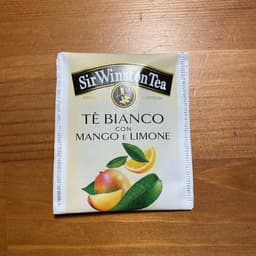 Sir Winston Tea
TÈ BIANCO
CON
MANGO E LIMONE